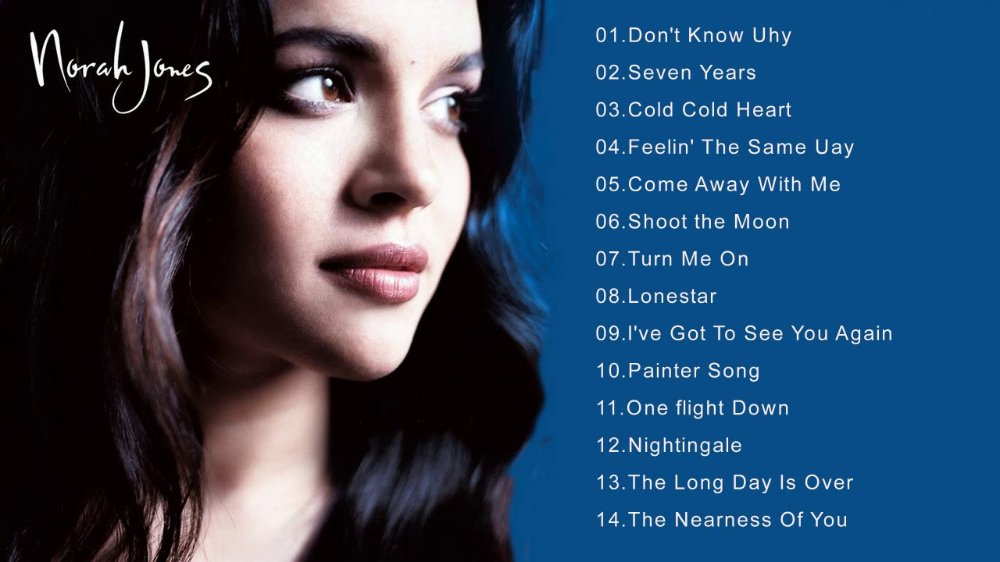 Norah Jones
01.Don't Know Uhy
02.Seven Years
03.Cold Cold Heart
04.Feelin' The Same Uay
05.Come Away With Me
06.Shoot the Moon
07.Turn Me On
08.Lonestar
09.I've Got To See You Again
10.Painter Song
11.One flight Down
12.Nightingale
13.The Long Day Is Over
14.The Nearness Of You